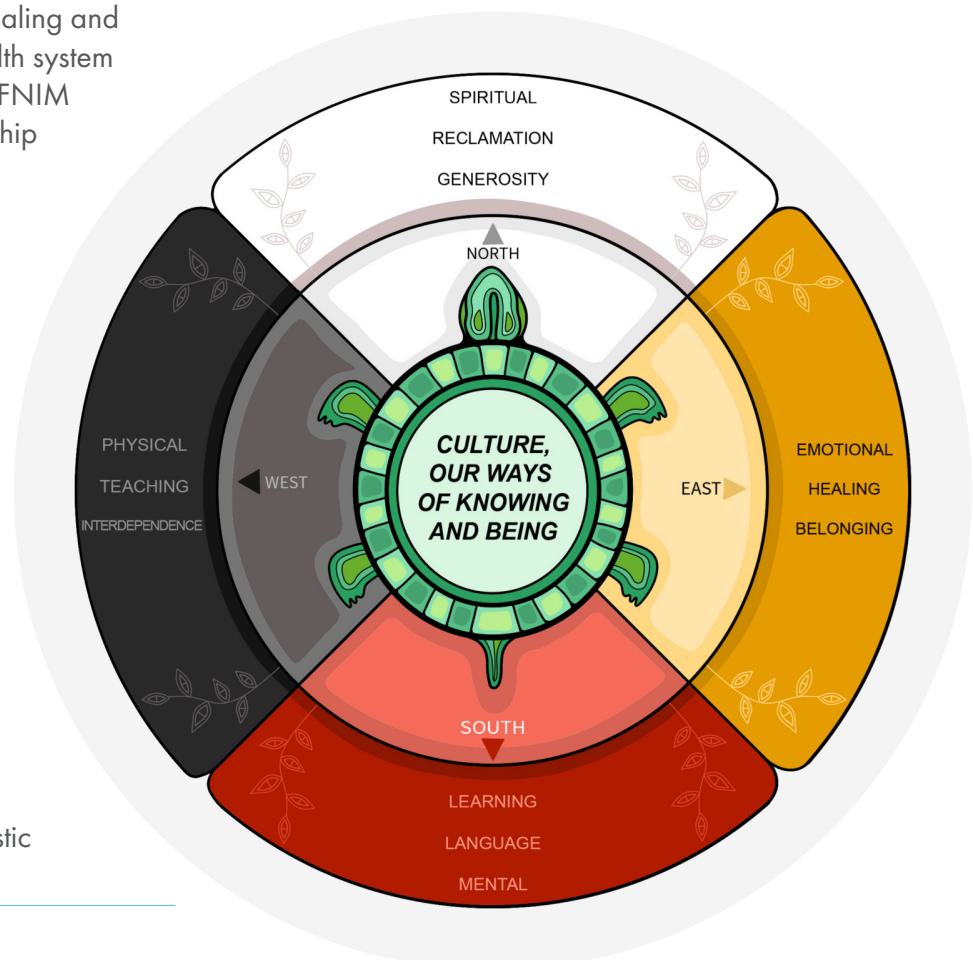 aling and
lth system
FNIM
hip
SPIRITUAL
RECLAMATION
GENEROSITY
NORTH
PHYSICAL
TEACHING
INTERDEPENDENCE
WEST
CULTURE,
OUR WAYS
OF KNOWING
AND BEING
EAST
EMOTIONAL
HEALING
BELONGING
SOUTH
LEARNING
LANGUAGE
MENTAL
stic